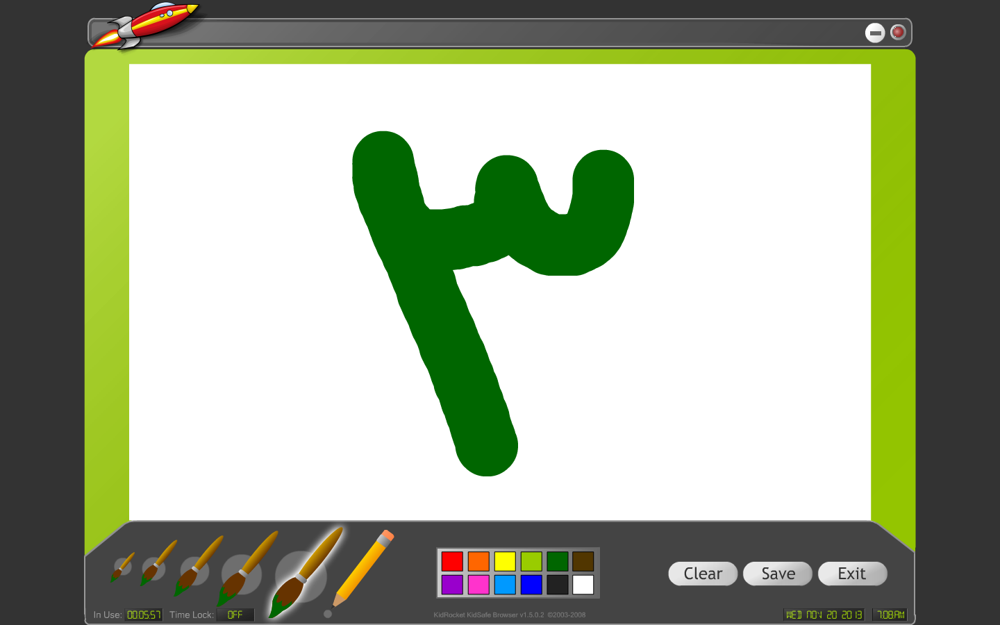 ٣
Clear Save Exit
In Use: 00:05:57 Time Lock: OFF KidRocket KidSafe Browser v1.5.0.2 ©2003-2008 WED NOV 20 2013 7:08AM